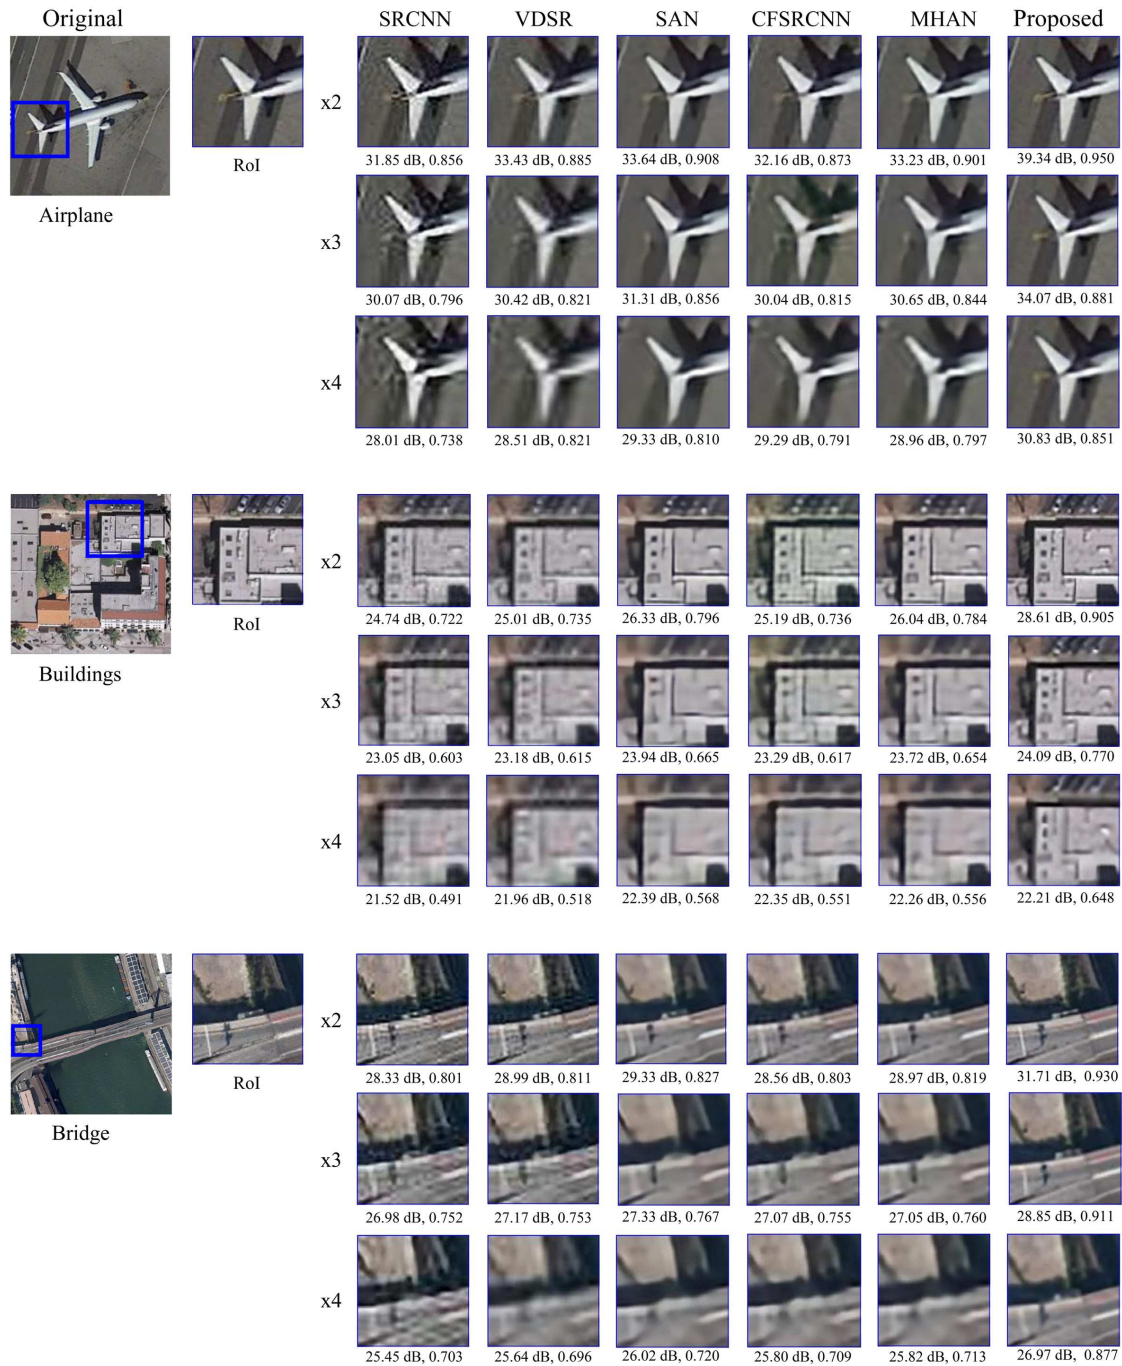 Original SRCNN VDSR SAN CFSRCNN MHAN Proposed
x2
31.85 dB, 0.856 33.43 dB, 0.885 33.64 dB, 0.908 32.16 dB, 0.873 33.23 dB, 0.901 39.34 dB, 0.950
RoI
Airplane
x3
30.07 dB, 0.796 30.42 dB, 0.821 31.31 dB, 0.856 30.04 dB, 0.815 30.65 dB, 0.844 34.07 dB, 0.881
x4
28.01 dB, 0.738 28.51 dB, 0.821 29.33 dB, 0.810 29.29 dB, 0.791 28.96 dB, 0.797 30.83 dB, 0.851
x2
24.74 dB, 0.722 25.01 dB, 0.735 26.33 dB, 0.796 25.19 dB, 0.736 26.04 dB, 0.784 28.61 dB, 0.905
RoI
Buildings
x3
23.05 dB, 0.603 23.18 dB, 0.615 23.94 dB, 0.665 23.29 dB, 0.617 23.72 dB, 0.654 24.09 dB, 0.770
x4
21.52 dB, 0.491 21.96 dB, 0.518 22.39 dB, 0.568 22.35 dB, 0.551 22.26 dB, 0.556 22.21 dB, 0.648
x2
28.33 dB, 0.801 28.99 dB, 0.811 29.33 dB, 0.827 28.56 dB, 0.803 28.97 dB, 0.819 31.71 dB, 0.930
RoI
Bridge
x3
26.98 dB, 0.752 27.17 dB, 0.753 27.33 dB, 0.767 27.07 dB, 0.755 27.05 dB, 0.760 28.85 dB, 0.911
x4
25.45 dB, 0.703 25.64 dB, 0.696 26.02 dB, 0.720 25.80 dB, 0.709 25.82 dB, 0.713 26.97 dB, 0.877